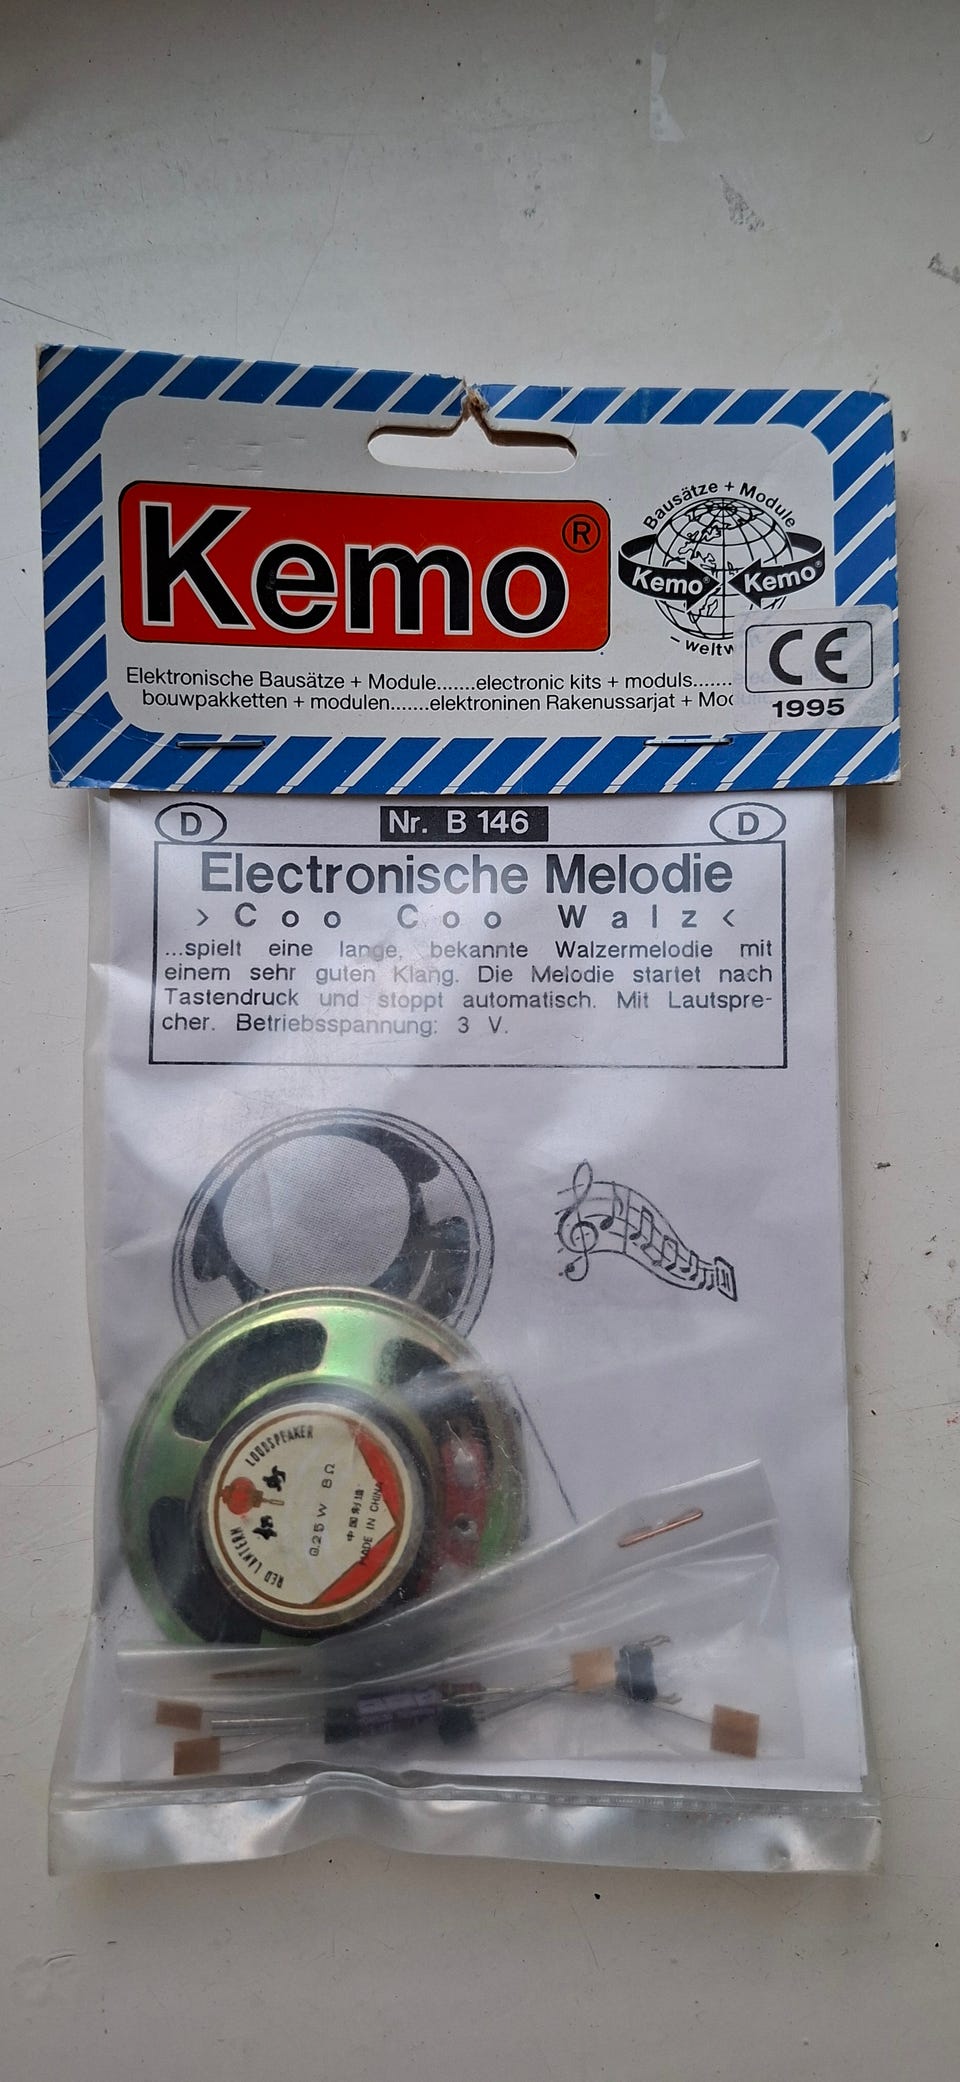 Kemo®
Bausätze + Module
Kemo® Kemo®
– weltw
CE
1995
Elektronische Bausätze + Module.......electronic kits + moduls.......
bouwpakketten + modulen.......elektroninen Rakenussarjat + Moc
D Nr. B 146 D
Electronische Melodie
> Coo Coo Walz <
...spielt eine lange, bekannte Walzermelodie mit
einem sehr guten Klang. Die Melodie startet nach
Tastendruck und stoppt automatisch. Mit Lautspre-
cher. Betriebsspannung: 3 V.
RED LANTERN
LOUDSPEAKER
0.25W 8Ω
中国制造
MADE IN CHINA